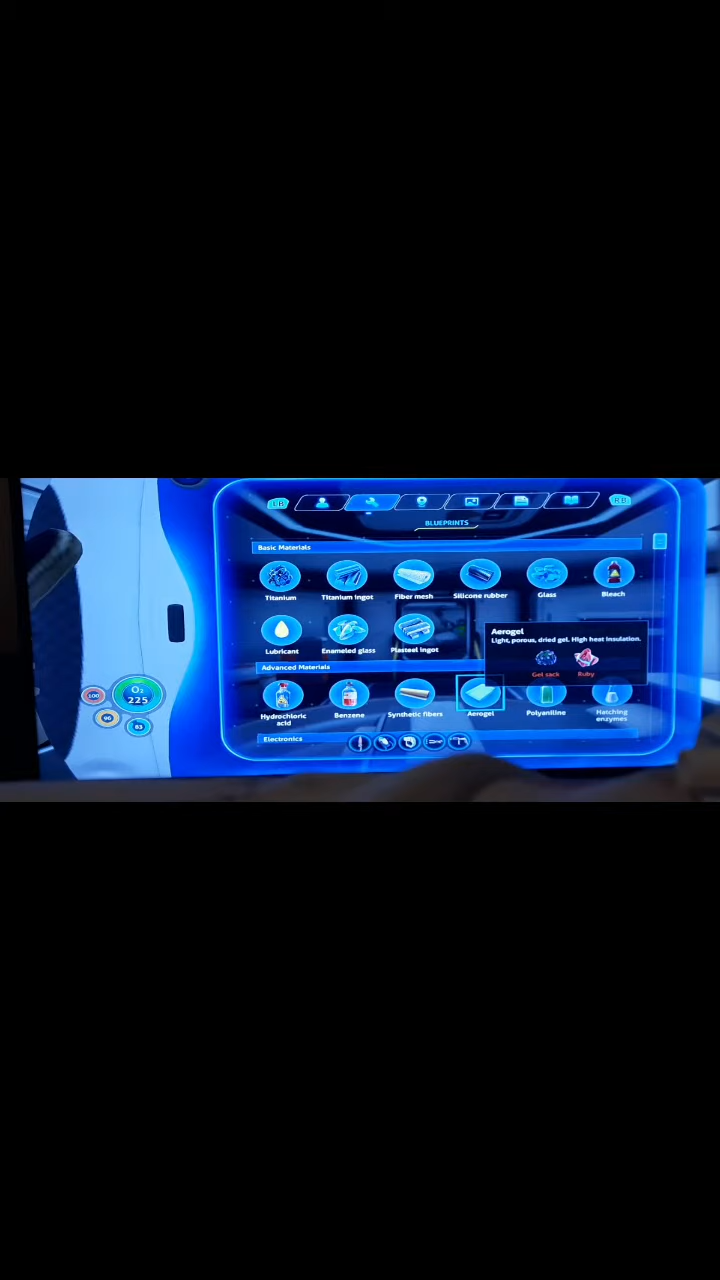 LB
RB
BLUEPRINTS
Basic Materials
Titanium
Titanium ingot
Fiber mesh
Silicone rubber
Glass
Bleach
Lubricant
Enameled glass
Plasteel ingot
Aerogel
Light, porous, dried gel. High heat insulation.
Gel sack
Ruby
Advanced Materials
Hydrochloric
acid
Benzene
Synthetic fibers
Aerogel
Polyaniline
Hatching
enzymes
Electronics
O₂
225
100
96
83